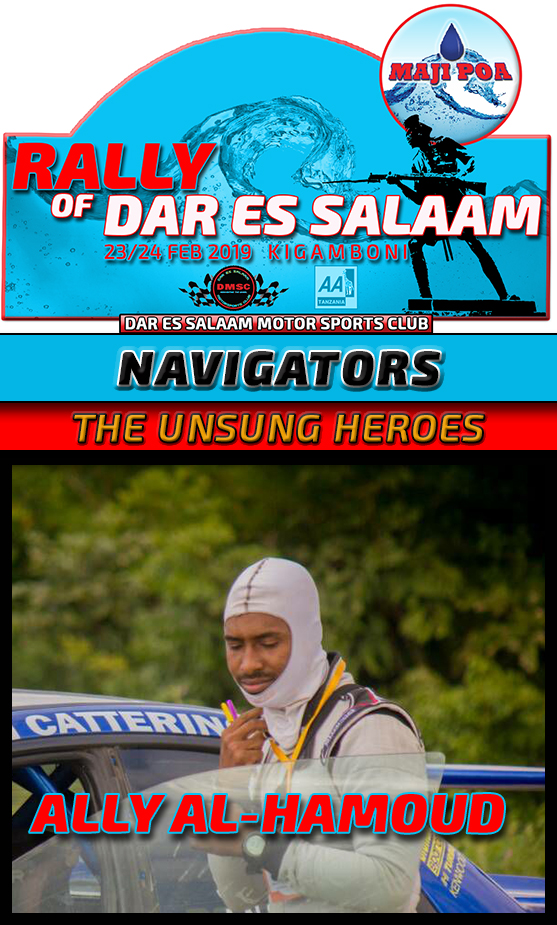 MAJI POA
RALLY
OF DAR ES SALAAM
23/24 FEB 2019 KIGAMBONI
DMSC
AA
TANZANIA
DAR ES SALAAM MOTOR SPORTS CLUB
NAVIGATORS
THE UNSUNG HEROES
CATTERIN
ALLY AL-HAMOUD
KENWOOD